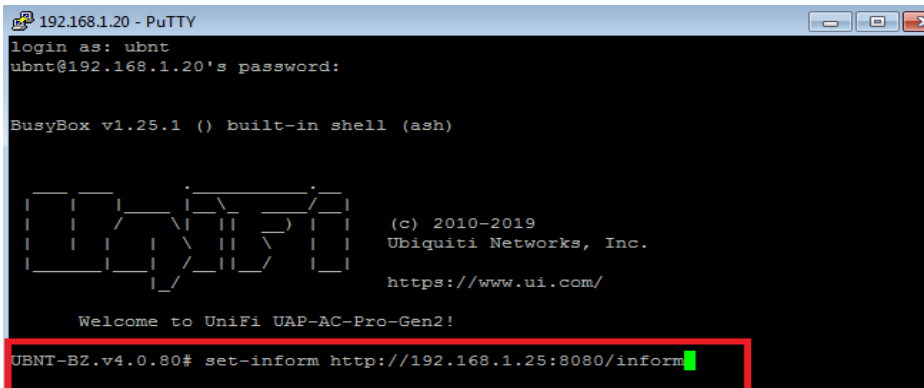 192.168.1.20 - PuTTY
login as: ubnt
ubnt@192.168.1.20's password:
BusyBox v1.25.1 () built-in shell (ash)
UniFi
(c) 2010-2019
Ubiquiti Networks, Inc.
https://www.ui.com/
Welcome to UniFi UAP-AC-Pro-Gen2!
UBNT-BZ.v4.0.80# set-inform http://192.168.1.25:8080/inform